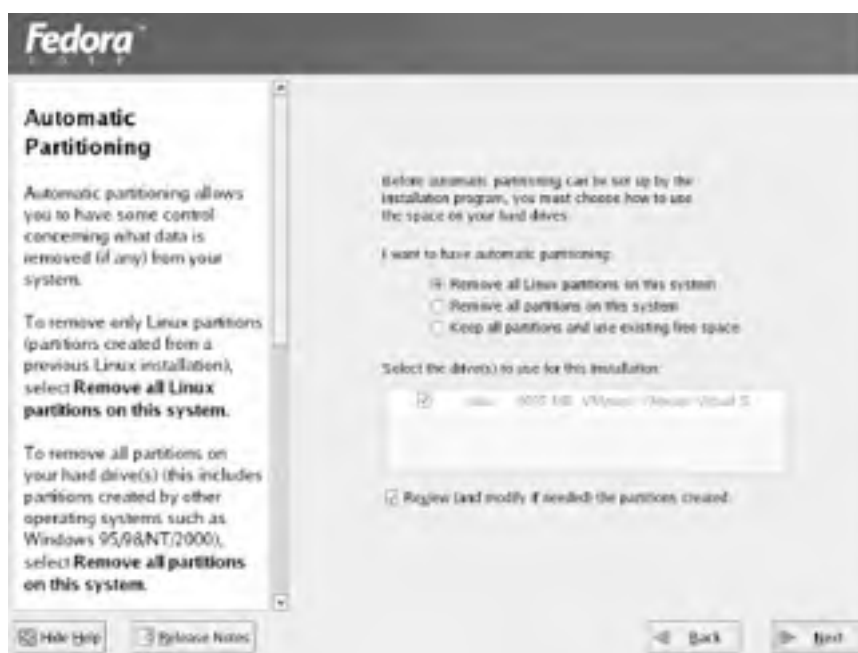 Fedora
CORE
Automatic
Partitioning
Automatic partitioning allows
you to have some control
concerning what data is
removed (if any) from your
system.
To remove only Linux partitions
(partitions created from a
previous Linux installation),
select Remove all Linux
partitions on this system.
To remove all partitions on
your hard drive(s) (this includes
partitions created by other
operating systems such as
Windows 95/98/NT/2000),
select Remove all partitions
on this system.
Before automatic partitioning can be set up by the
installation program, you must choose how to use
the space on your hard drives.
I want to have automatic partitioning:
Remove all Linux partitions on this system
Remove all partitions on this system
Keep all partitions and use existing free space
Select the drive(s) to use for this installation:
MB VMware, VMware Virtual S
Review (and modify if needed) the partitions created
Hide Help
Release Notes
Back
Next